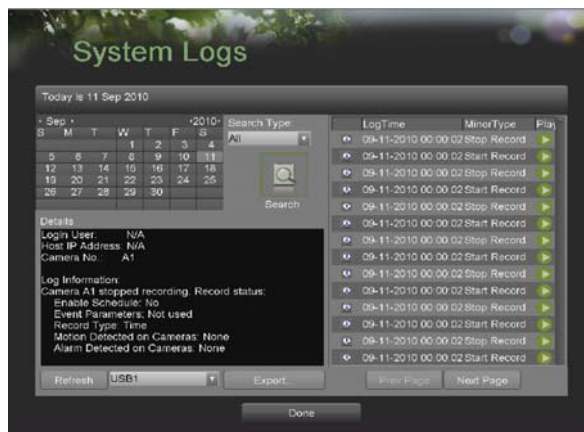 System Logs
Today is 11 Sep 2010
Sep 2010
S M T W T F S
1 2 3 4
5 6 7 8 9 10 11
12 13 14 15 16 17 18
19 20 21 22 23 24 25
26 27 28 29 30
Search Type:
All
Search
Details
Login User: N/A
Host IP Address: N/A
Camera No.: A1
Log Information:
Camera A1 stopped recording. Record status:
Enable Schedule: No
Event Parameters: Not used
Record Type: Time
Motion Detected on Cameras: None
Alarm Detected on Cameras: None
Refresh USB1 Export...
LogTime MinorType Play
09-11-2010 00:00:02 Stop Record
09-11-2010 00:00:02 Start Record
09-11-2010 00:00:02 Stop Record
09-11-2010 00:00:02 Start Record
09-11-2010 00:00:02 Stop Record
09-11-2010 00:00:02 Start Record
09-11-2010 00:00:02 Stop Record
09-11-2010 00:00:02 Start Record
09-11-2010 00:00:02 Stop Record
09-11-2010 00:00:02 Start Record
09-11-2010 00:00:02 Stop Record
09-11-2010 00:00:02 Start Record
09-11-2010 00:00:02 Stop Record
09-11-2010 00:00:02 Start Record
Prev Page Next Page
Done